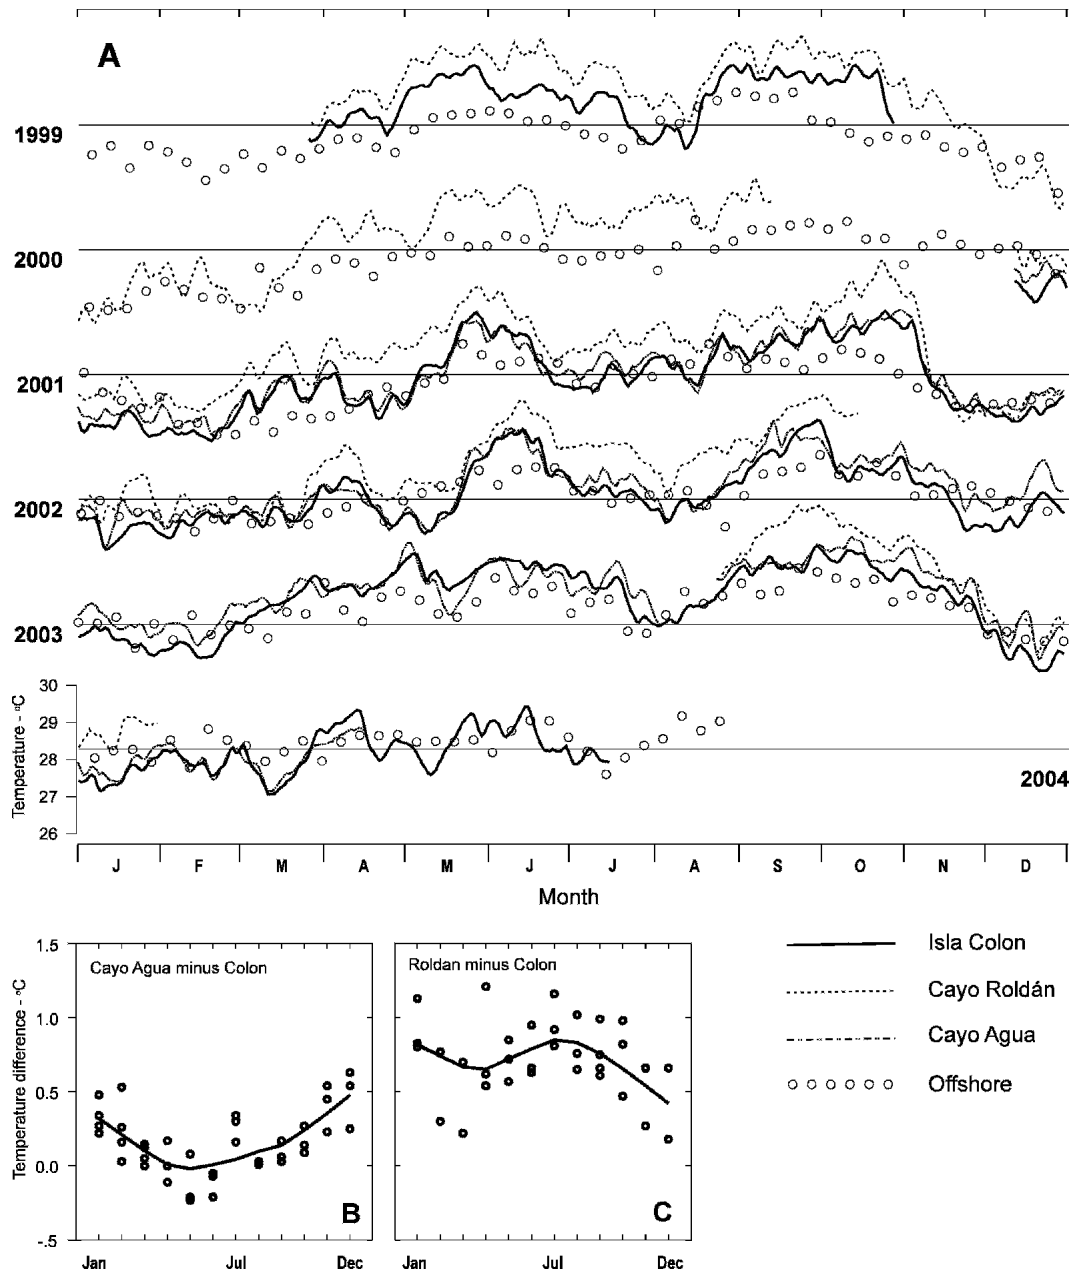 A
1999
2000
2001
2002
2003
2004
Temperature - ºC
30
29
28
27
26
J F M A M J J A S O N D
Month
Temperature difference - ºC
1.5
1.0
0.5
0.0
-.5
Cayo Agua minus Colon
B
Jan Jul Dec
Roldan minus Colon
C
Jan Jul Dec
Isla Colon
Cayo Roldán
Cayo Agua
Offshore